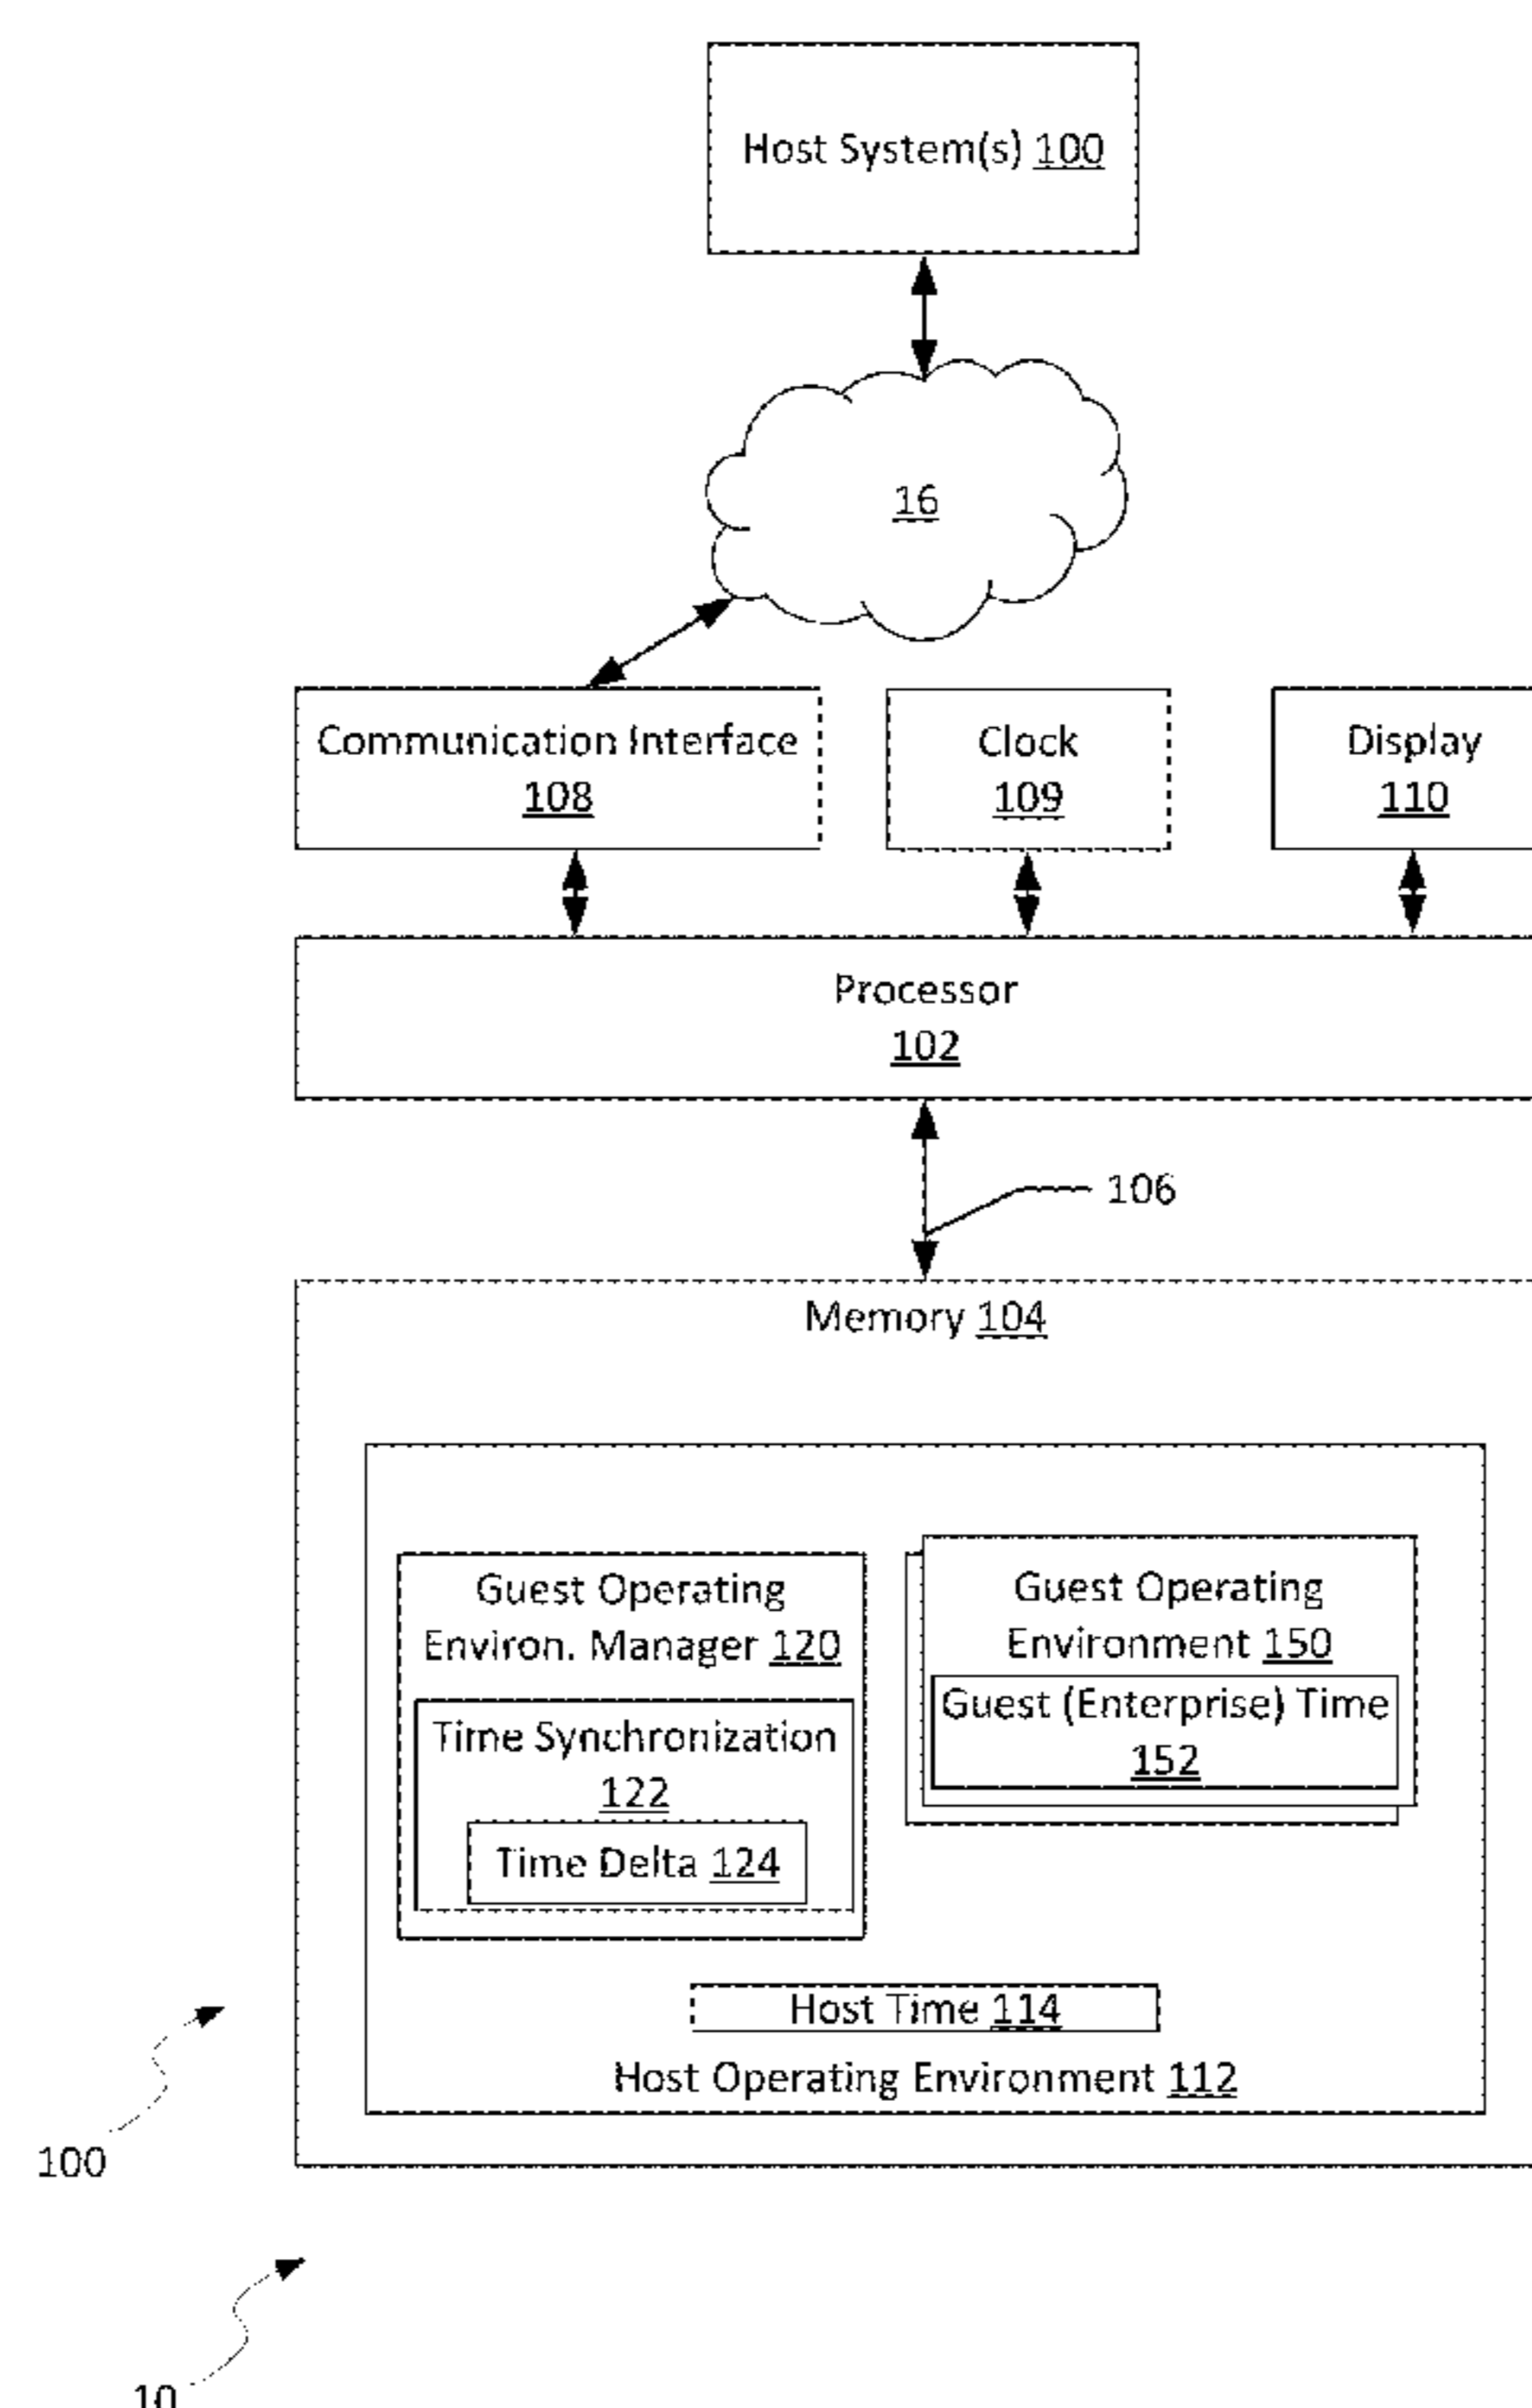 Host System(s) 100
16
Communication Interface
108
Clock
109
Display
110
Processor
102
106
Memory 104
Guest Operating
Environ. Manager 120
Time Synchronization
122
Time Delta 124
Guest Operating
Environment 150
Guest (Enterprise) Time
152
Host Time 114
Host Operating Environment 112
100
10